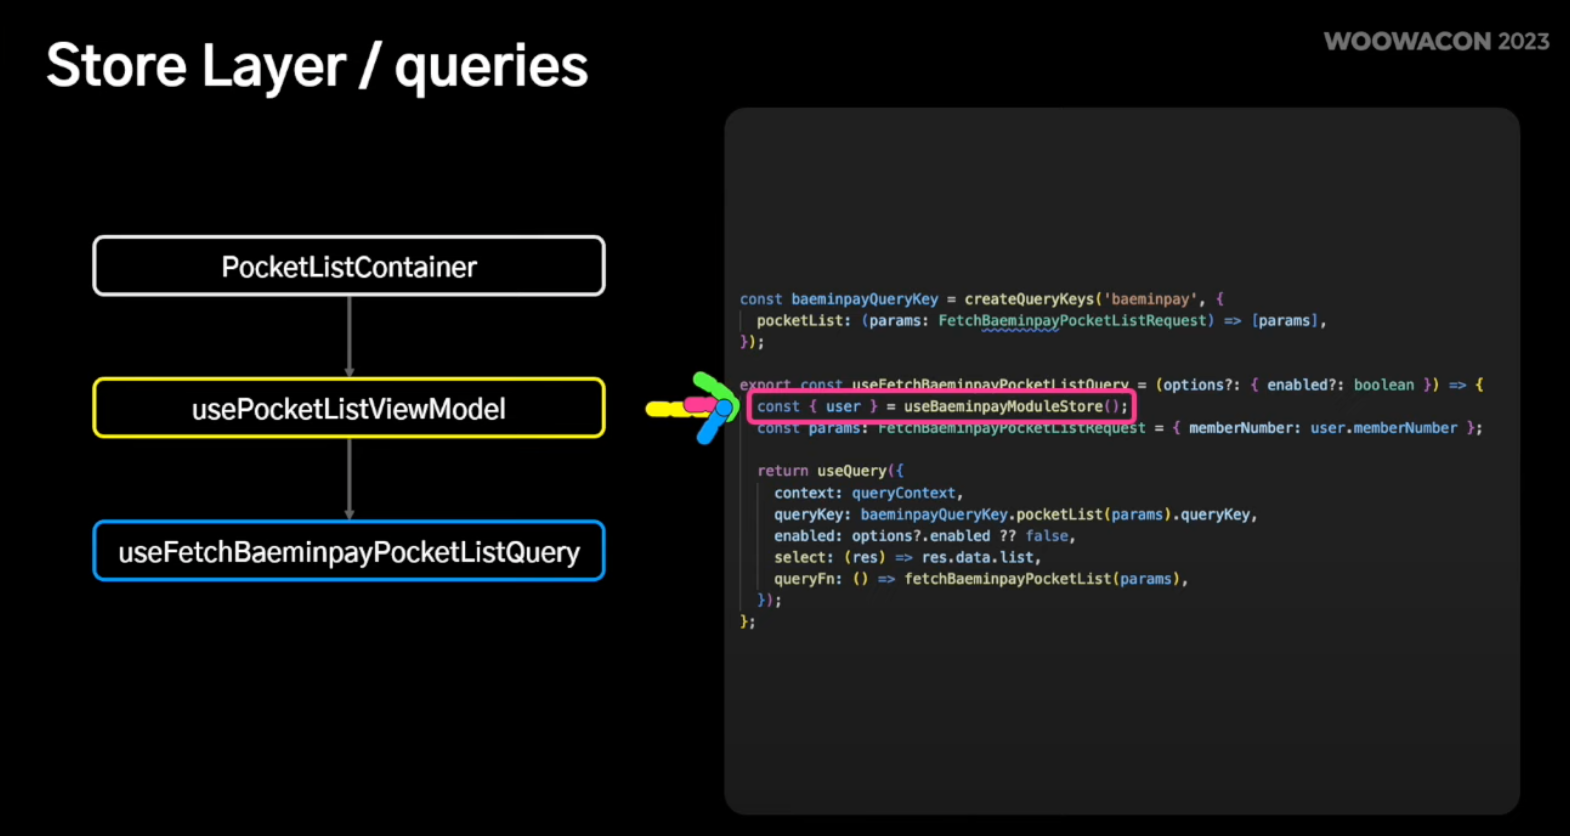 Store Layer / queries
WOOWACON 2023
PocketListContainer
usePocketListViewModel
useFetchBaeminpayPocketListQuery
const baeminpayQueryKey = createQueryKeys('baeminpay', {
  pocketList: (params: FetchBaeminpayPocketListRequest) => [params],
});
export const useFetchBaeminpayPocketListQuery = (options?: { enabled?: boolean }) => {
  const { user } = useBaeminpayModuleStore();
  const params: FetchBaeminpayPocketListRequest = { memberNumber: user.memberNumber };
  return useQuery({
    context: queryContext,
    queryKey: baeminpayQueryKey.pocketList(params).queryKey,
    enabled: options?.enabled ?? false,
    select: (res) => res.data.list,
    queryFn: () => fetchBaeminpayPocketList(params),
  });
};